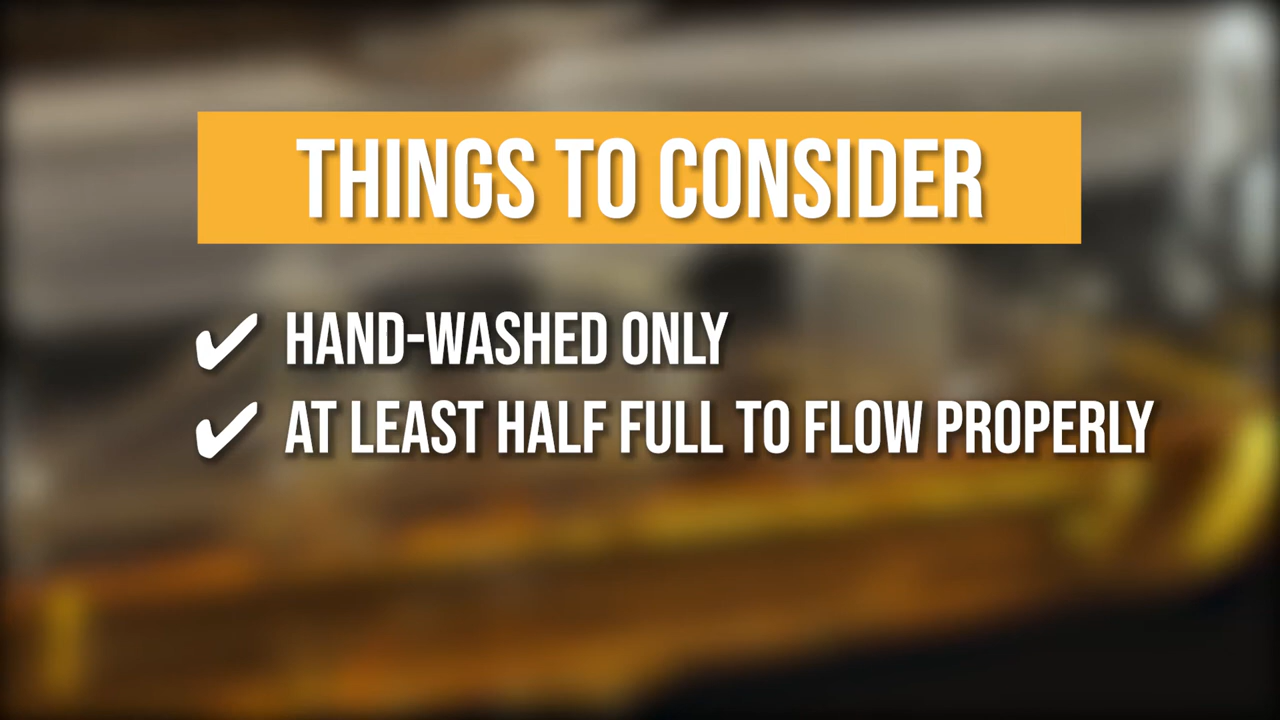 THINGS TO CONSIDER
✔ HAND-WASHED ONLY
✔ AT LEAST HALF FULL TO FLOW PROPERLY